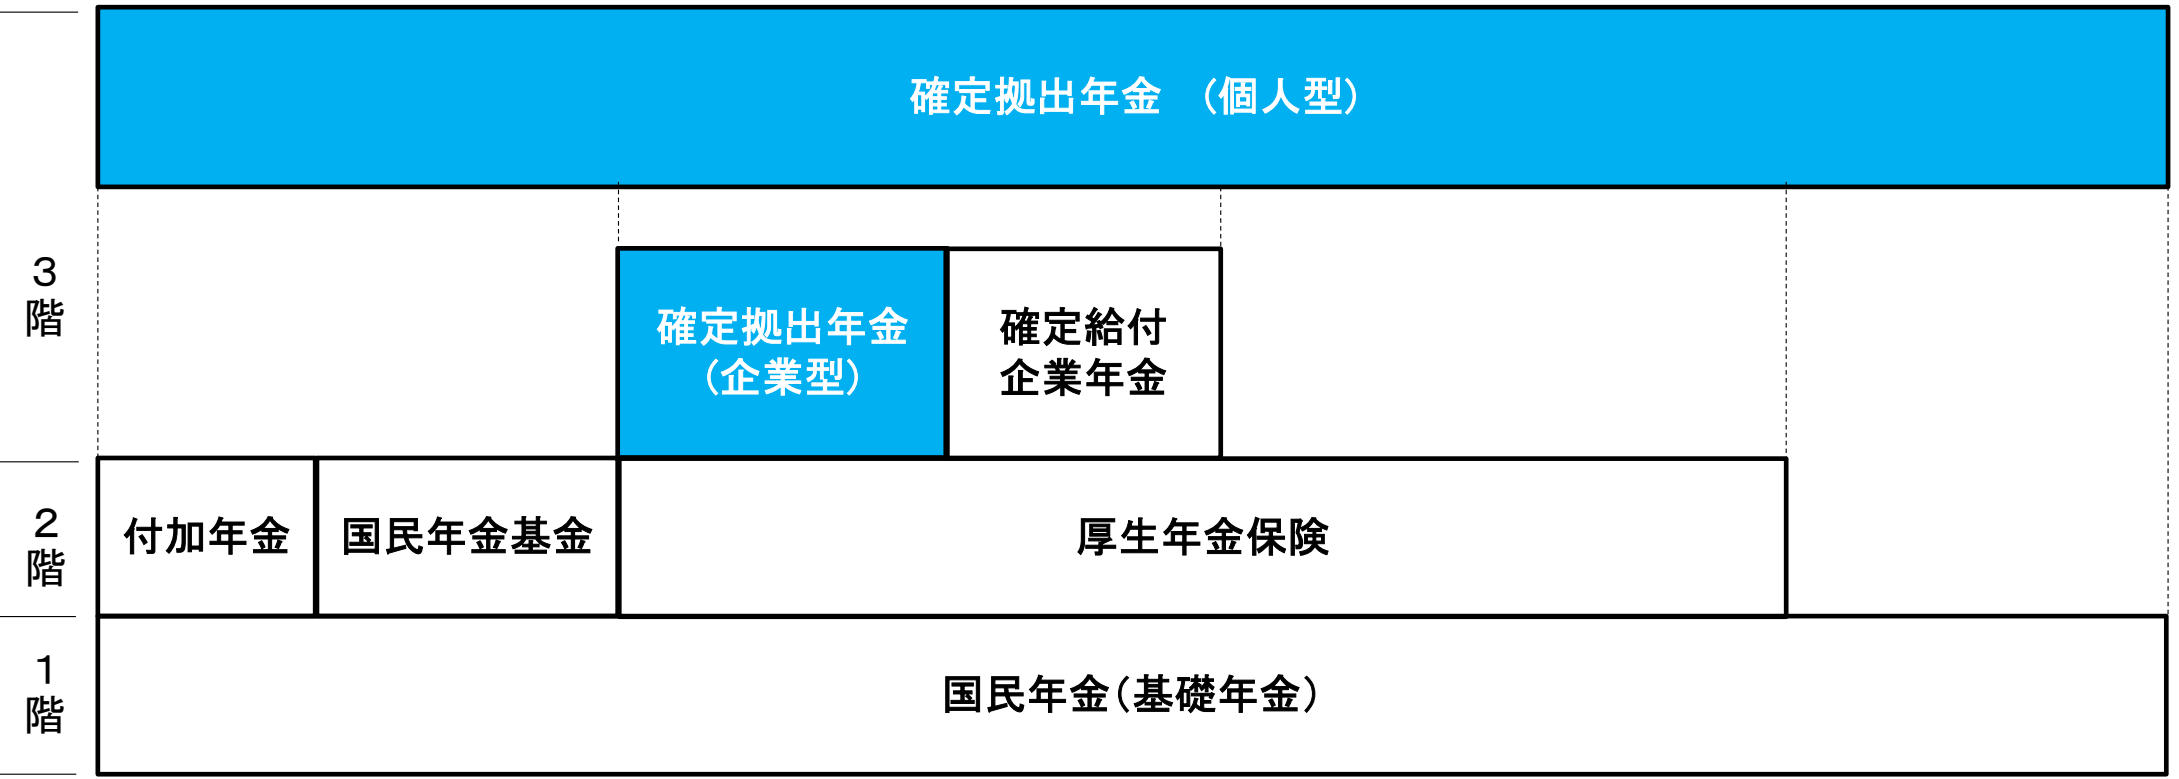 確定拠出年金　（個人型）
3
階
確定拠出年金
（企業型）
確定給付
企業年金
2
階
付加年金
国民年金基金
厚生年金保険
1
階
国民年金（基礎年金）